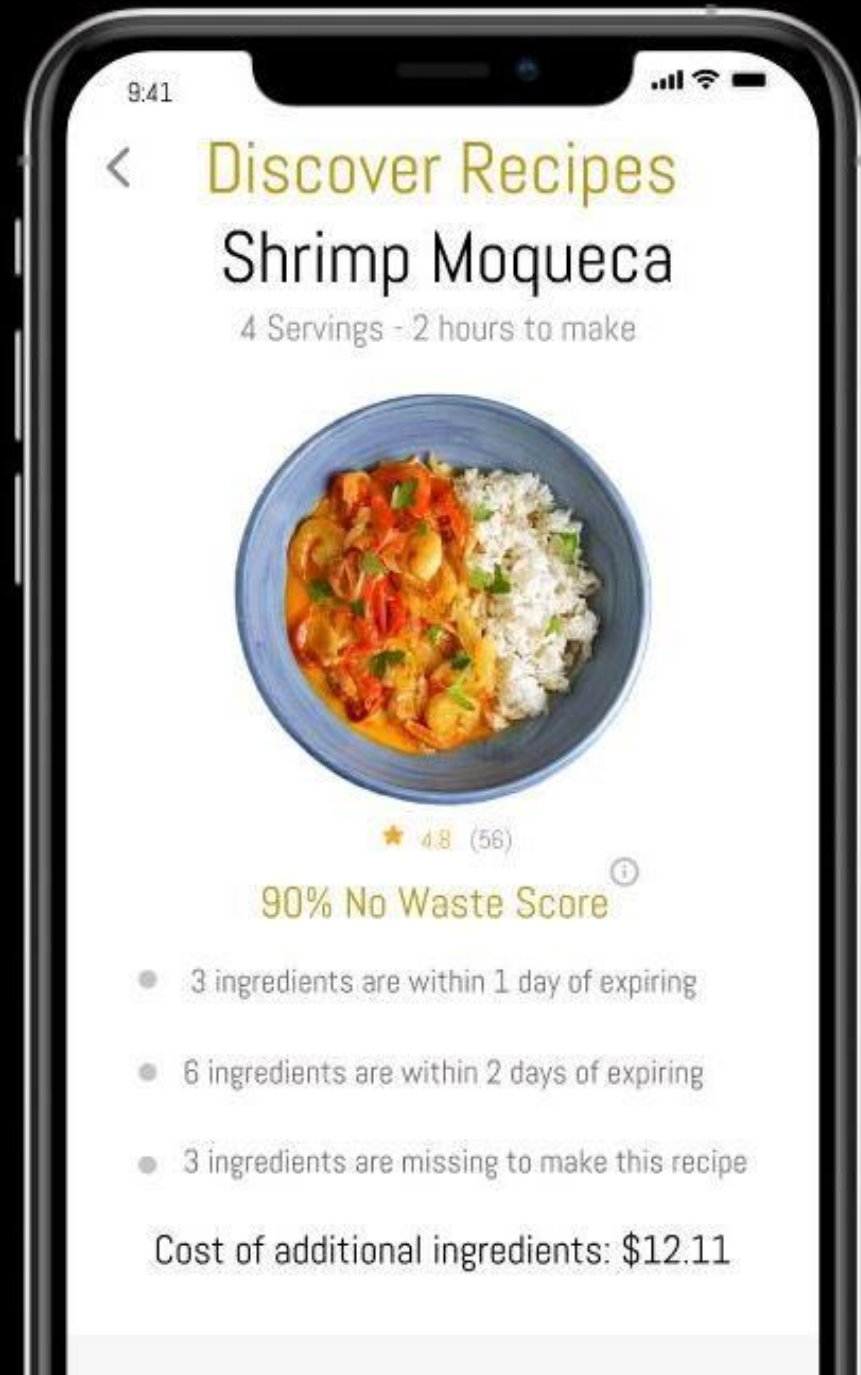 9:41
Discover Recipes
Shrimp Moqueca
4 Servings - 2 hours to make
4.8 (56)
90% No Waste Score
3 ingredients are within 1 day of expiring
6 ingredients are within 2 days of expiring
3 ingredients are missing to make this recipe
Cost of additional ingredients: $12.11